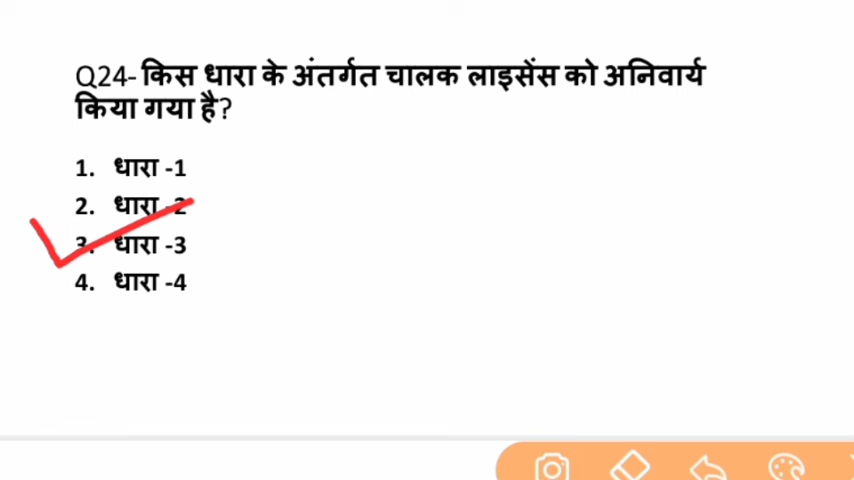 Q24- किस धारा के अंतर्गत चालक लाइसेंस को अनिवार्य
किया गया है?
1. धारा -1
2. धारा -2
3. धारा -3
4. धारा -4